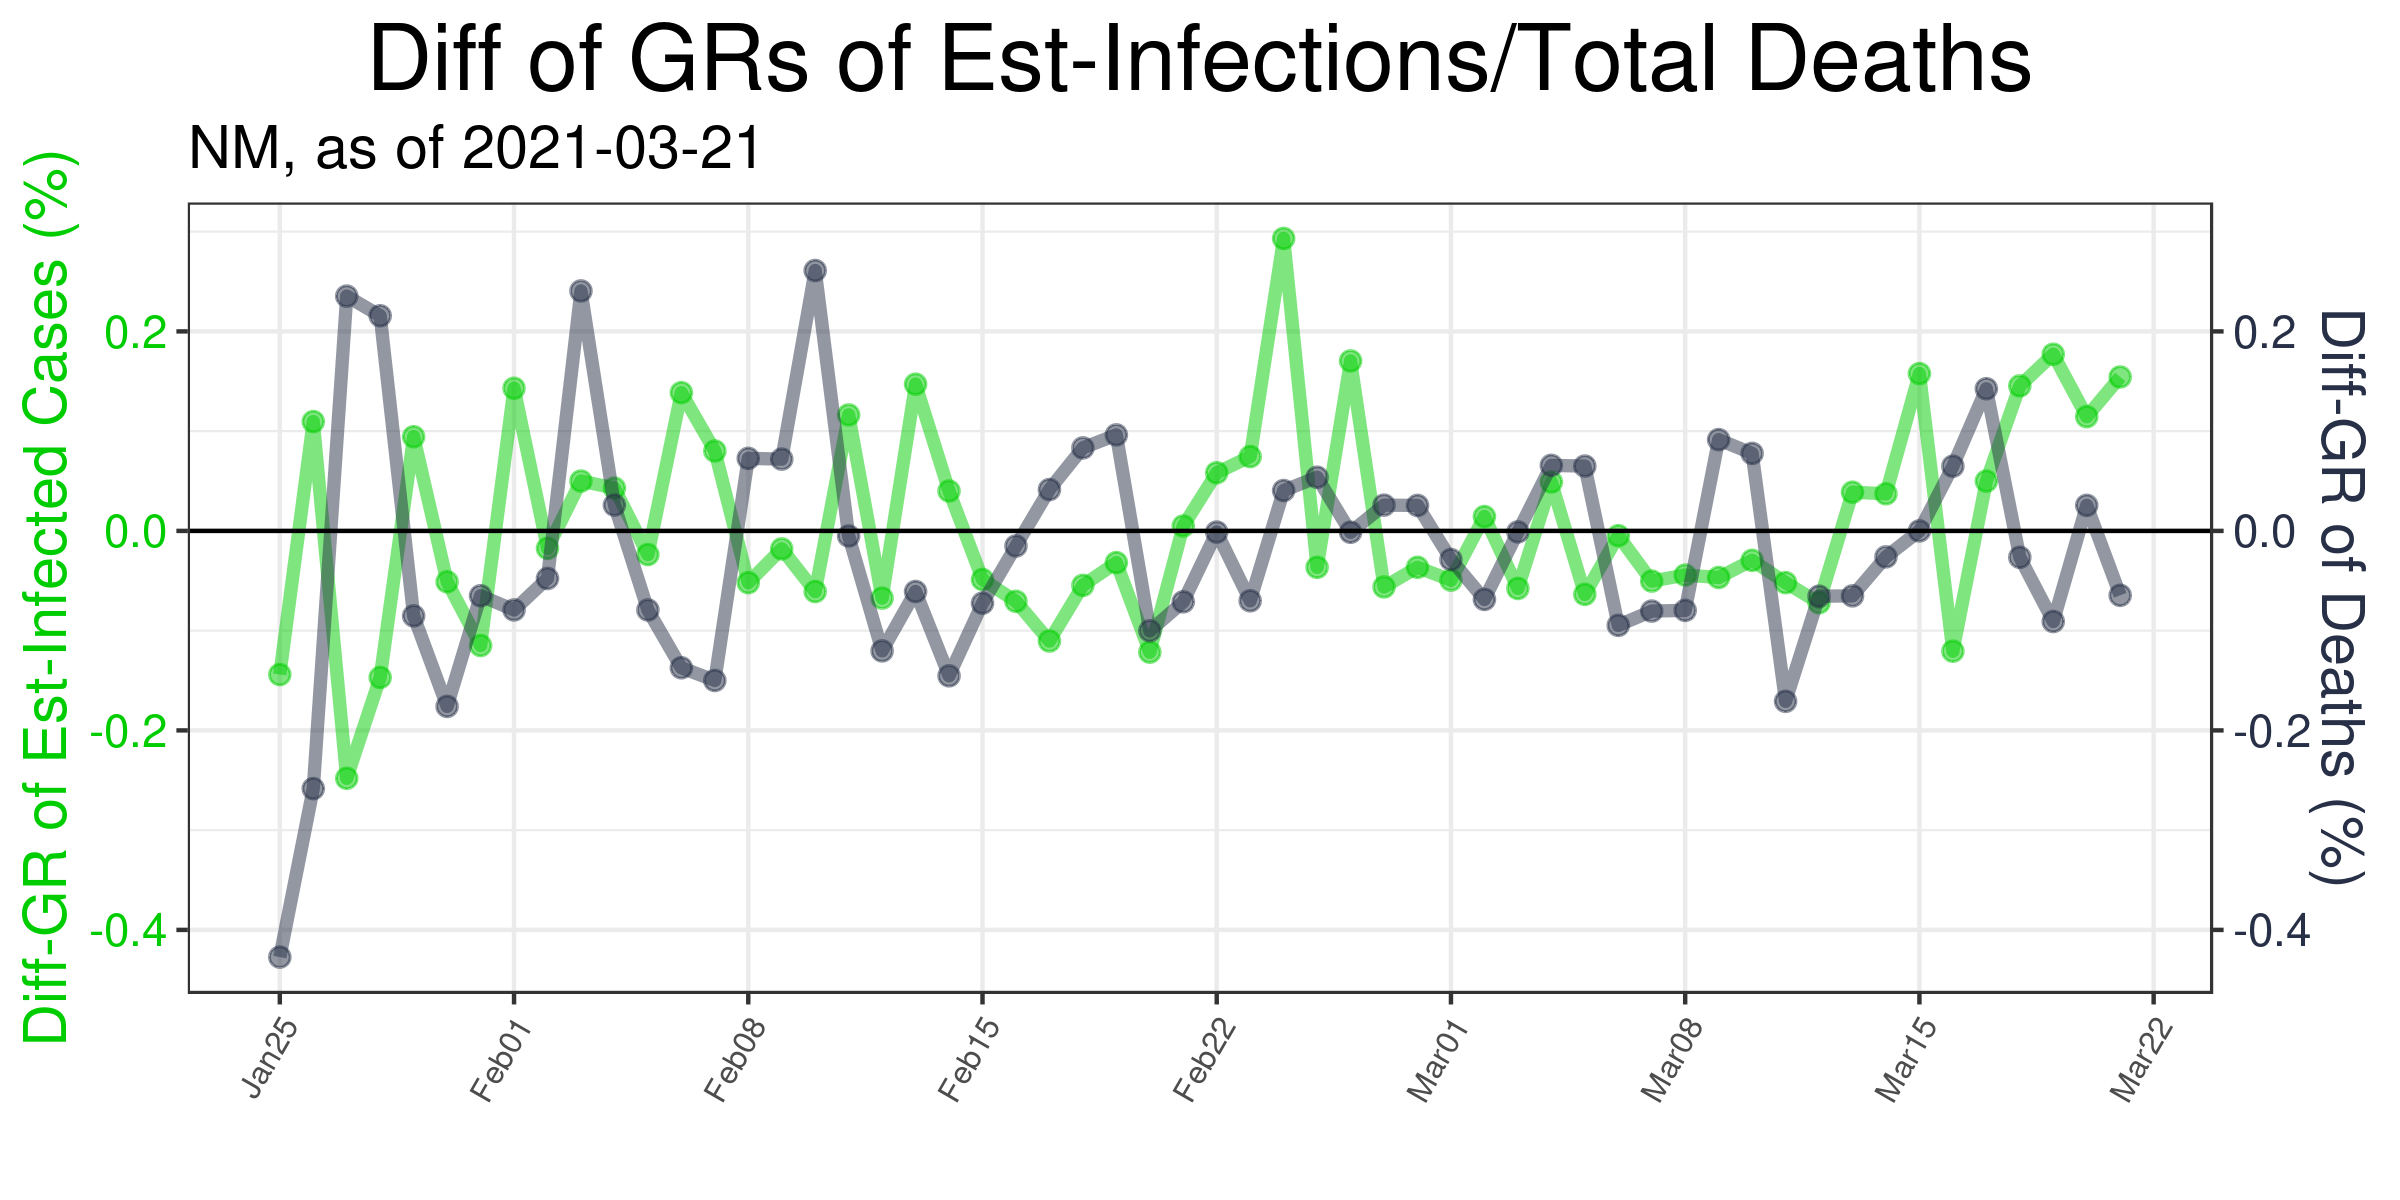 Diff of GRs of Est-Infections/Total Deaths
NM, as of 2021-03-21
Diff-GR of Est-Infected Cases (%)
0.2
0.0
-0.2
-0.4
0.2
0.0
-0.2
-0.4
Diff-GR of Deaths (%)
Jan25
Feb01
Feb08
Feb15
Feb22
Mar01
Mar08
Mar15
Mar22